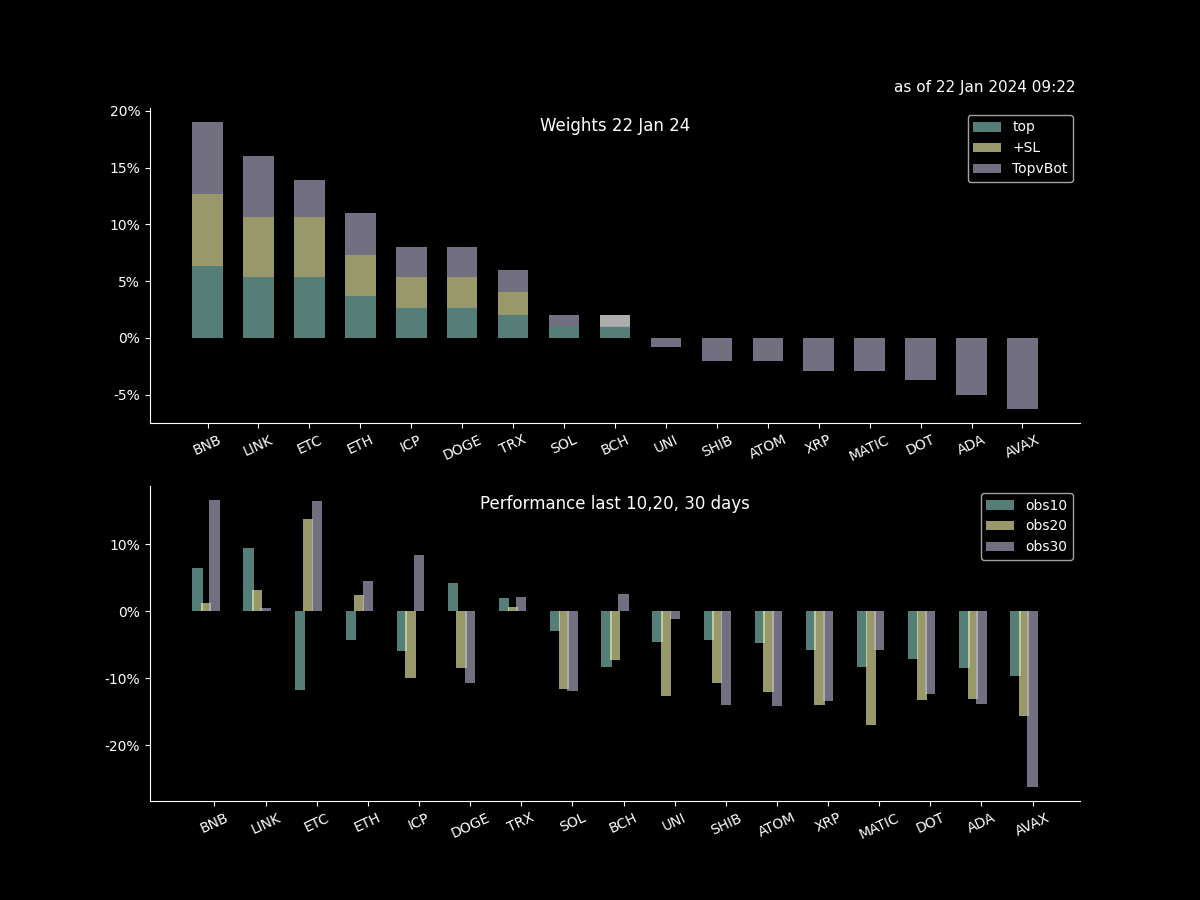 as of 22 Jan 2024 09:22
Weights 22 Jan 24
top
+SL
TopvBot
20%
15%
10%
5%
0%
-5%
BNB LINK ETC ETH ICP DOGE TRX SOL BCH UNI SHIB ATOM XRP MATIC DOT ADA AVAX
Performance last 10,20, 30 days
obs10
obs20
obs30
10%
0%
-10%
-20%
BNB LINK ETC ETH ICP DOGE TRX SOL BCH UNI SHIB ATOM XRP MATIC DOT ADA AVAX